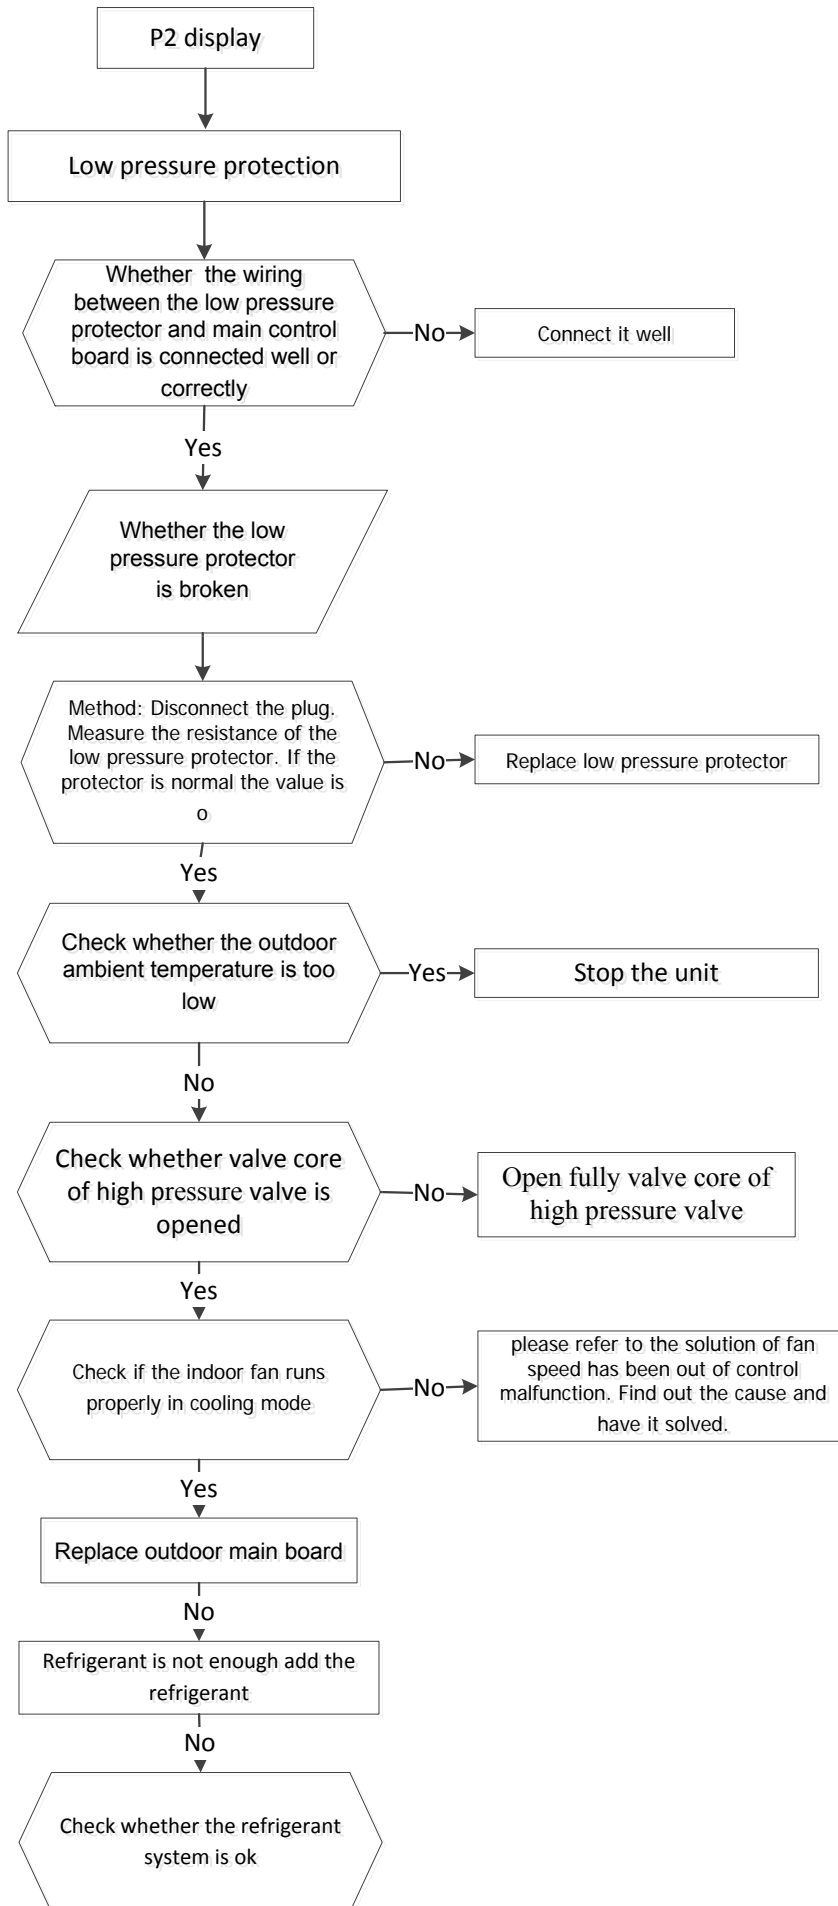 P2 display
Low pressure protection
Whether the wiring
between the low pressure
protector and main control
board is connected well or
correctly
No
Connect it well
Yes
Whether the low
pressure protector
is broken
Method: Disconnect the plug.
Measure the resistance of the
low pressure protector. If the
protector is normal the value is
o
No
Replace low pressure protector
Yes
Check whether the outdoor
ambient temperature is too
low
Yes
Stop the unit
No
Check whether valve core
of high pressure valve is
opened
No
Open fully valve core of
high pressure valve
Yes
Check if the indoor fan runs
properly in cooling mode
No
please refer to the solution of fan
speed has been out of control
malfunction. Find out the cause and
have it solved.
Yes
Replace outdoor main board
No
Refrigerant is not enough add the
refrigerant
No
Check whether the refrigerant
system is ok